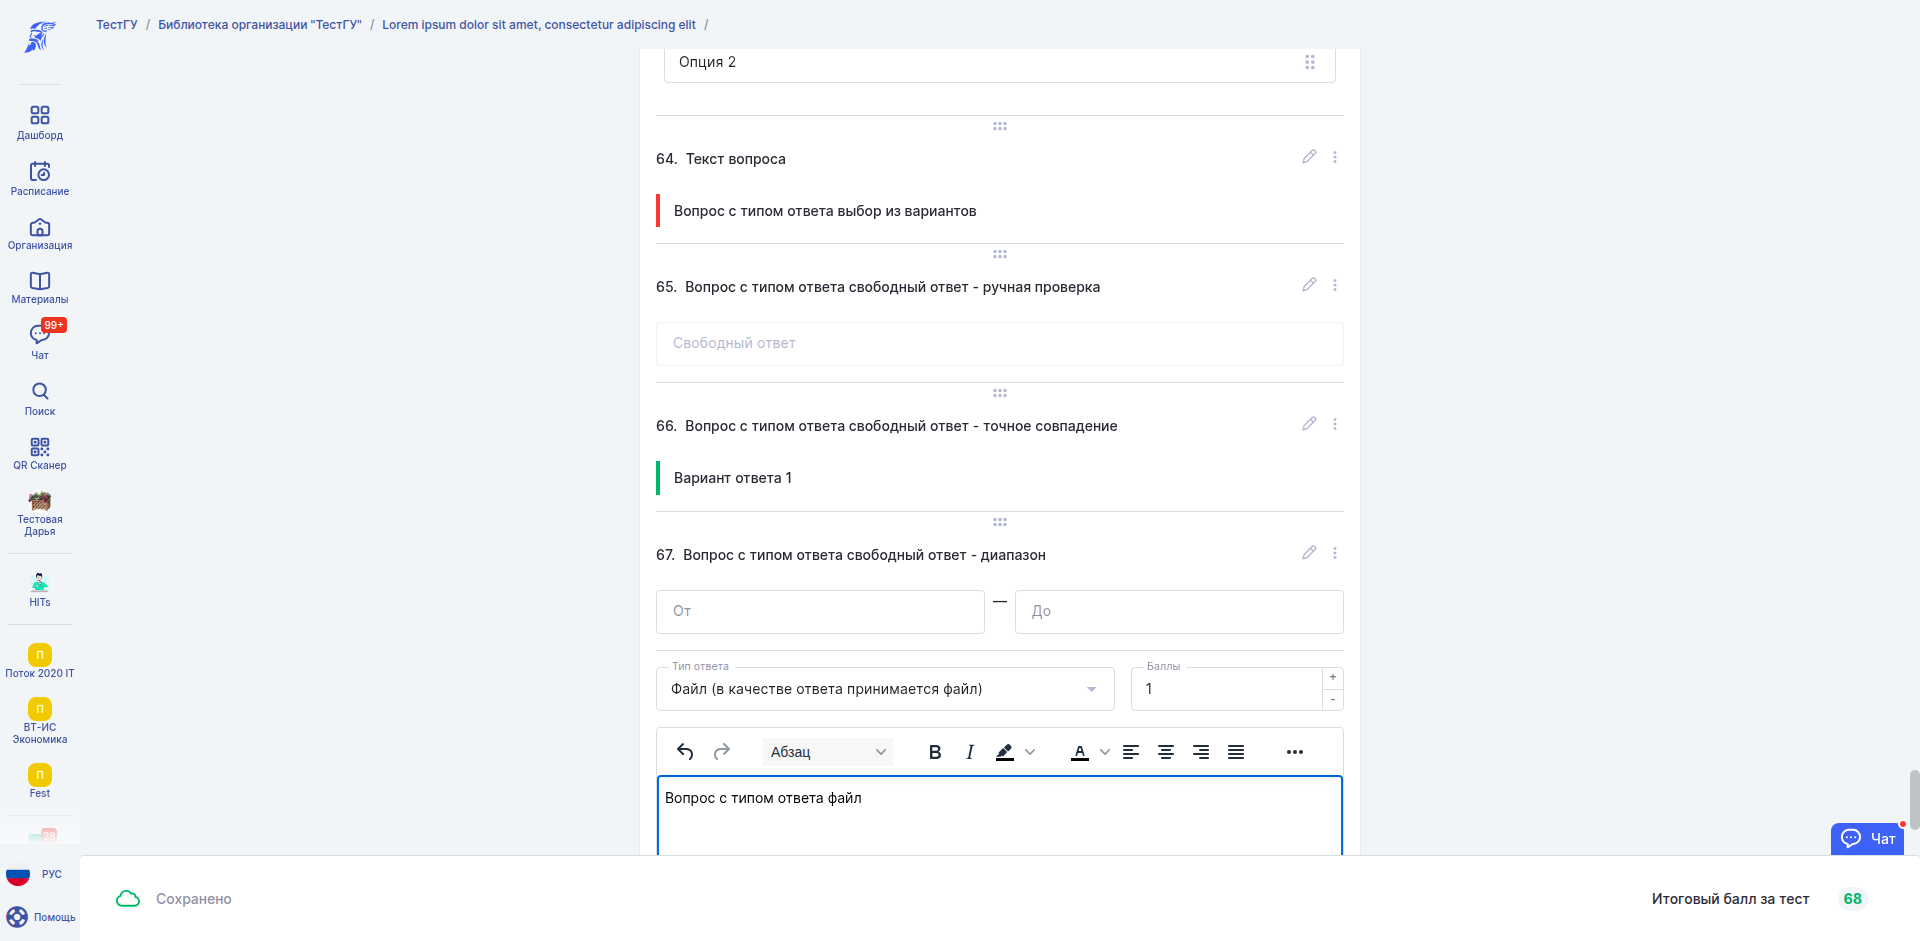 ТестГУ / Библиотека организации "ТестГУ" / Lorem ipsum dolor sit amet, consectetur adipiscing elit /
Дашборд
Расписание
Организация
Материалы
99+
Чат
Поиск
QR Сканер
Тестовая
Дарья
HITs
П
Поток 2020 IT
П
ВТ-ИС
Экономика
П
Fest
28
РУС
Помощь
Опция 2
64. Текст вопроса
Вопрос с типом ответа выбор из вариантов
65. Вопрос с типом ответа свободный ответ - ручная проверка
Свободный ответ
66. Вопрос с типом ответа свободный ответ - точное совпадение
Вариант ответа 1
67. Вопрос с типом ответа свободный ответ - диапазон
От — До
Тип ответа
Файл (в качестве ответа принимается файл)
Баллы
1
+
-
Абзац B I A
Вопрос с типом ответа файл
Чат
Сохранено
Итоговый балл за тест 68